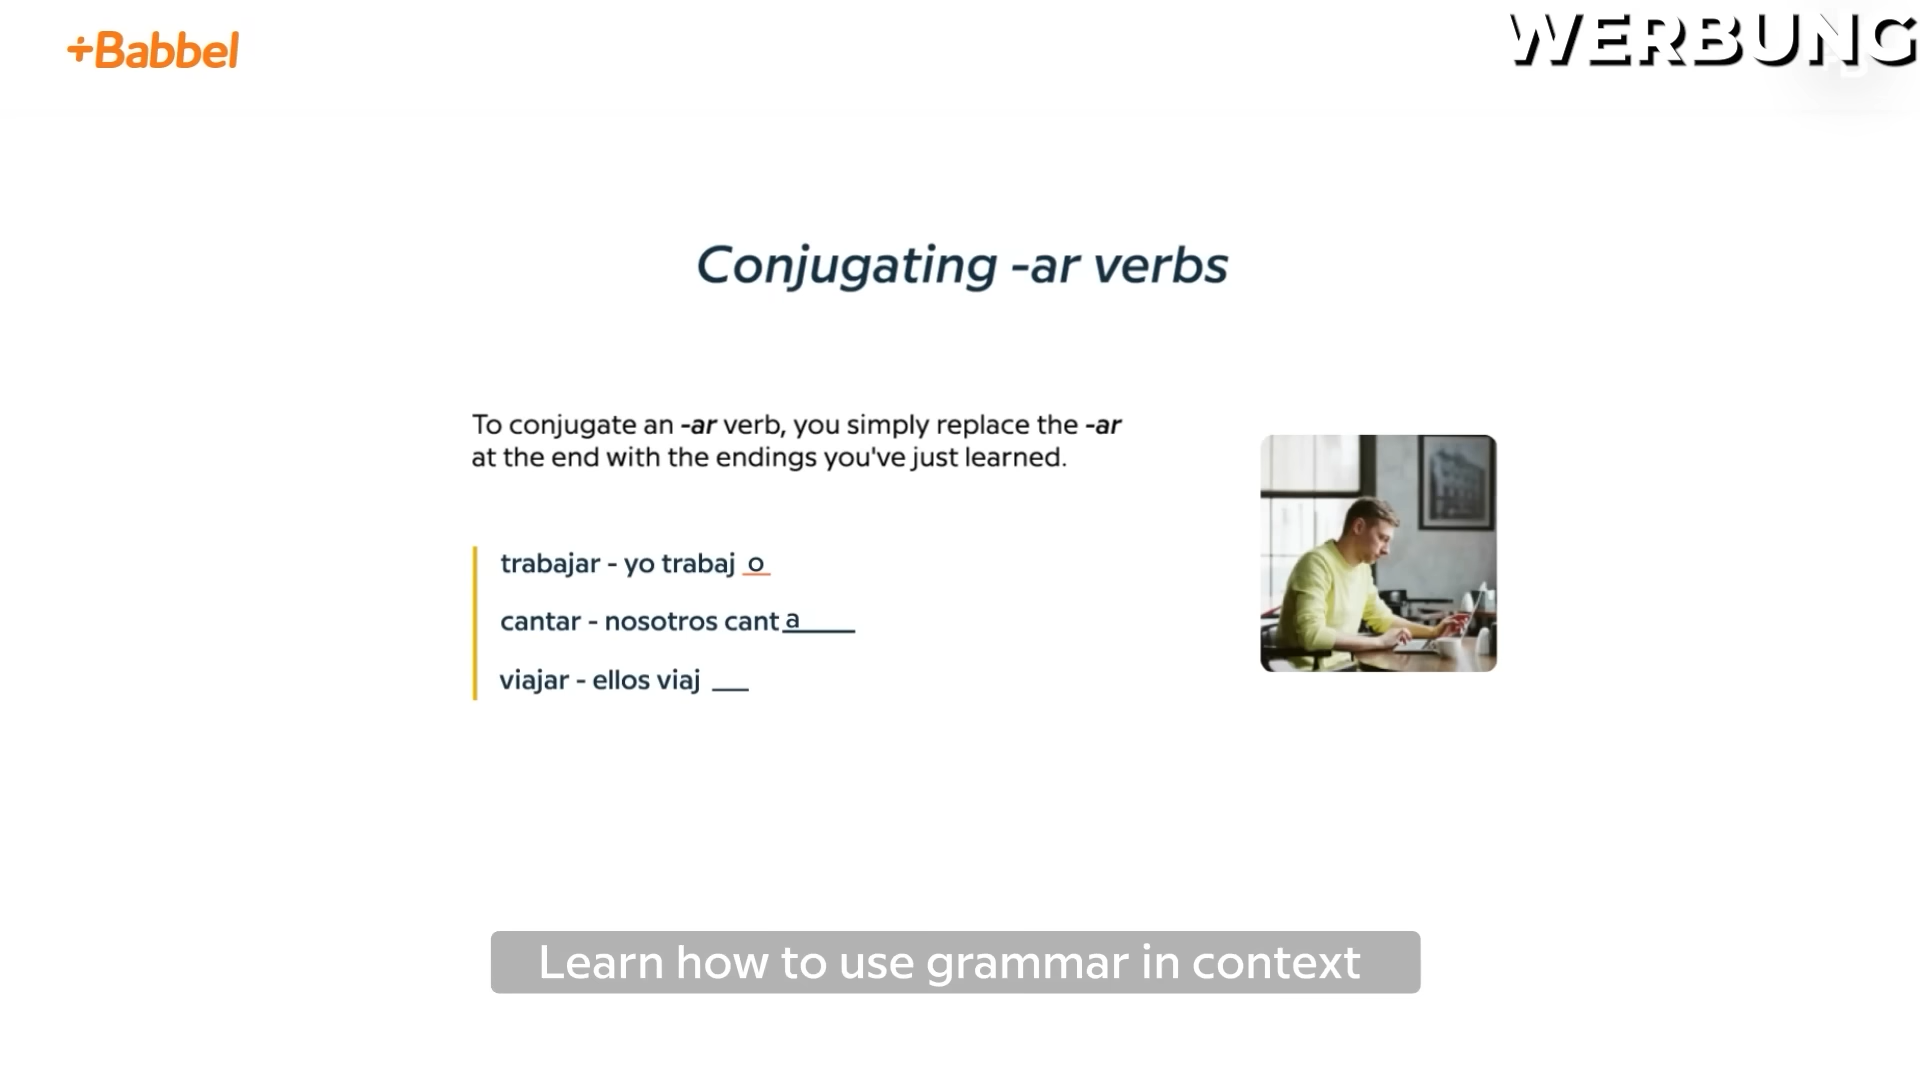 +Babbel
WERBUNG
Conjugating -ar verbs
To conjugate an -ar verb, you simply replace the -ar
at the end with the endings you've just learned.
trabajar - yo trabaj o
cantar - nosotros cant a____
viajar - ellos viaj __
Learn how to use grammar in context